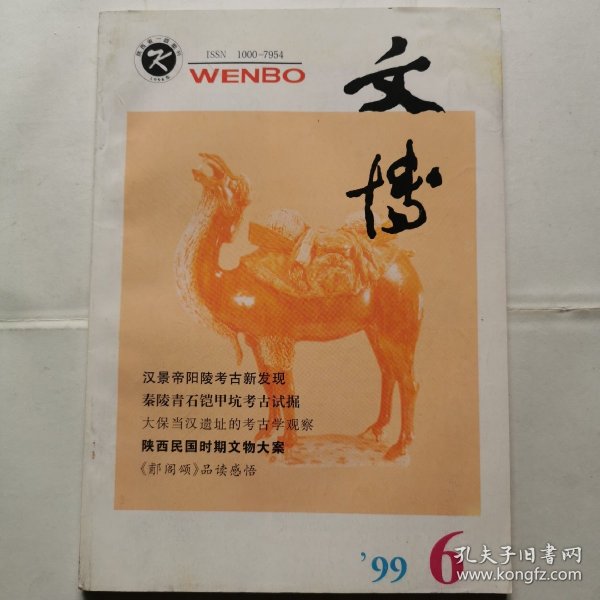 ISSN 1000-7954
WENBO
文博
汉景帝阳陵考古新发现
秦陵青石铠甲坑考古试掘
大保当汉遗址的考古学观察
陕西民国时期文物大案
《郙阁颂》品读感悟
'99 6
孔夫子旧书网
www.kongfz.com